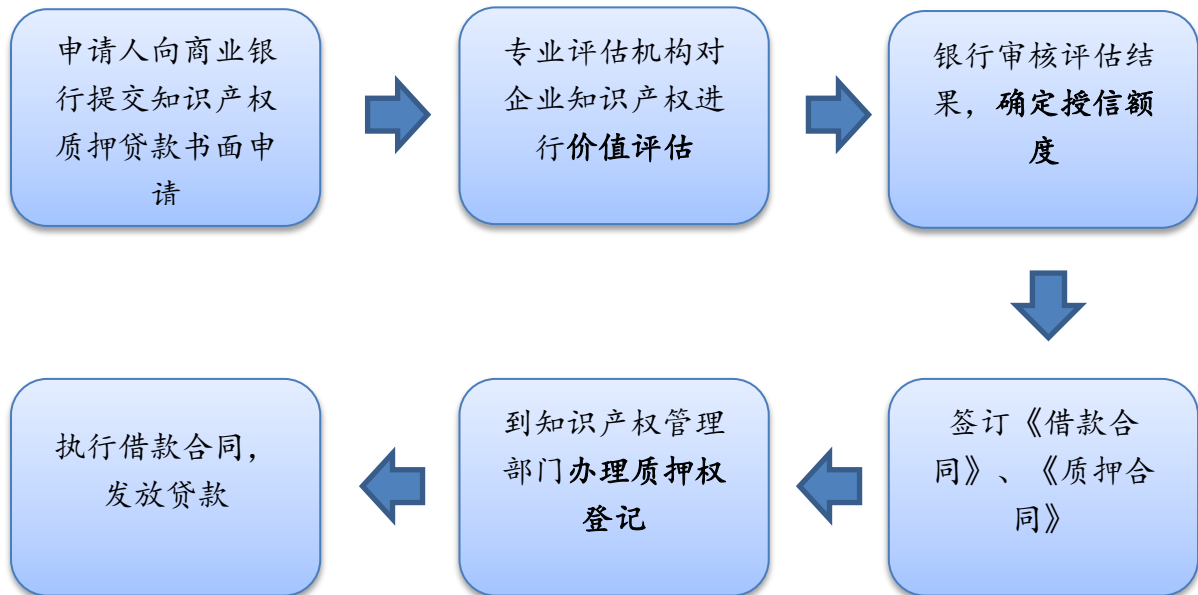 申请人向商业银
行提交知识产权
质押贷款书面申
请
专业评估机构对
企业知识产权进
行价值评估
银行审核评估结
果，确定授信额
度
签订《借款合
同》、《质押合
同》
到知识产权管理
部门办理质押权
登记
执行借款合同，
发放贷款